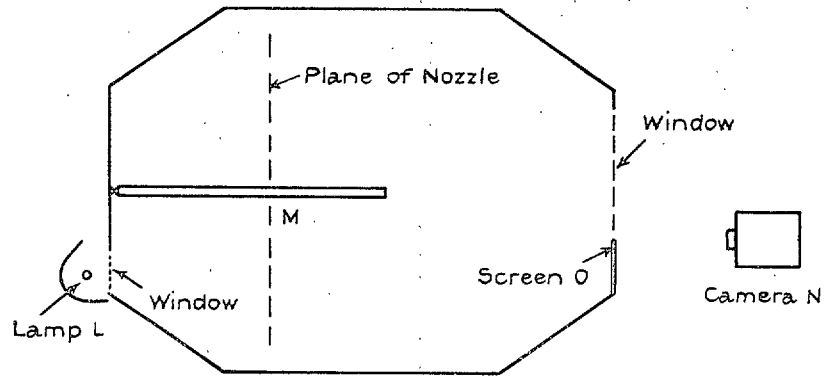 Plane of Nozzle
Window
M
Screen O
Window
Lamp L
Camera N